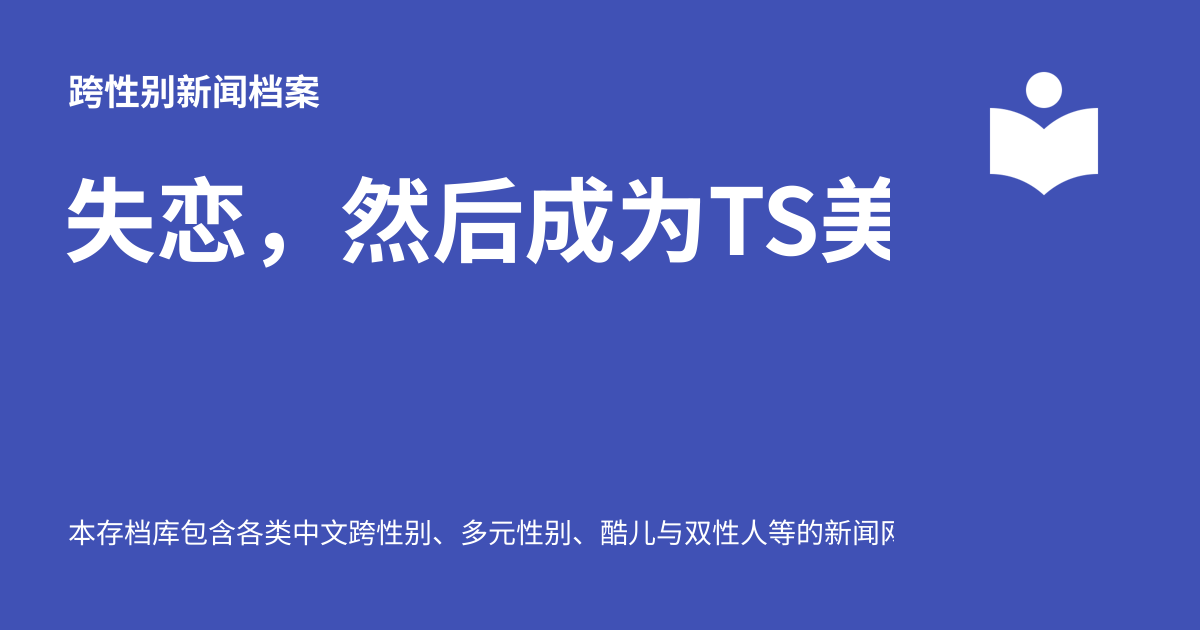 跨性别新闻档案
失恋，然后成为TS美
本存档库包含各类中文跨性别、多元性别、酷儿与双性人等的新闻网